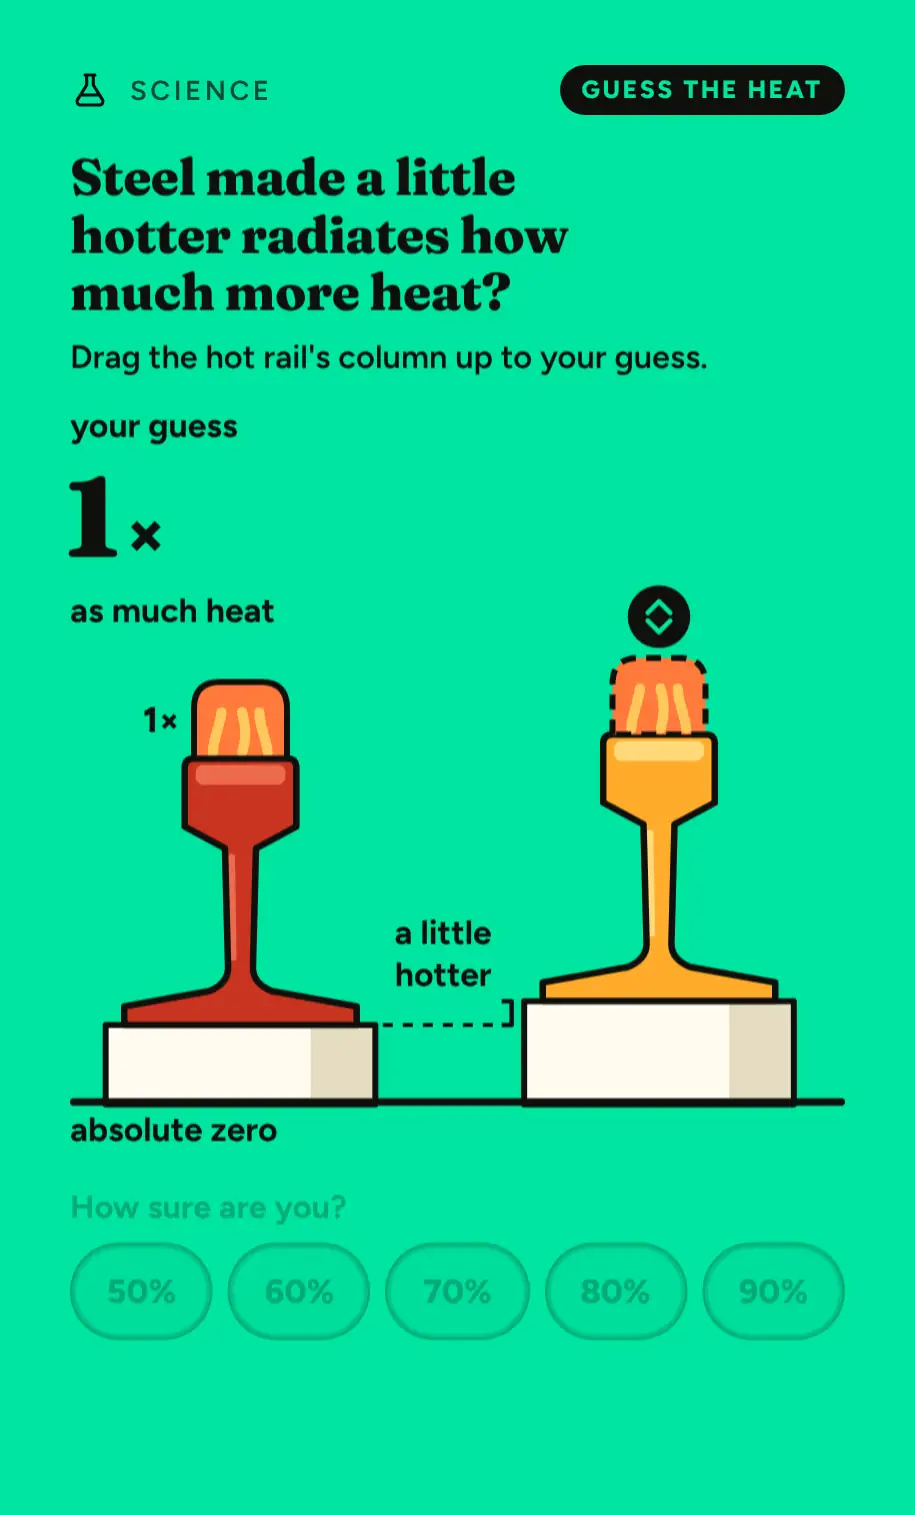 SCIENCE
GUESS THE HEAT
Steel made a little
hotter radiates how
much more heat?
Drag the hot rail's column up to your guess.
your guess
1×
as much heat
1×
a little
hotter
absolute zero
How sure are you?
50%
60%
70%
80%
90%